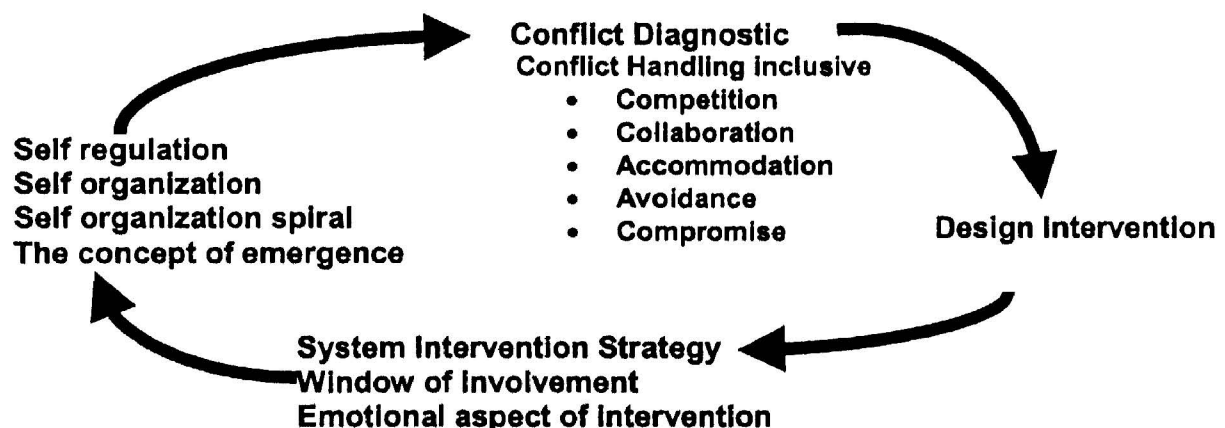 Conflict Diagnostic
Conflict Handling inclusive
• Competition
• Collaboration
• Accommodation
• Avoidance
• Compromise
Design Intervention
System Intervention Strategy
Window of Involvement
Emotional aspect of intervention
Self regulation
Self organization
Self organization spiral
The concept of emergence